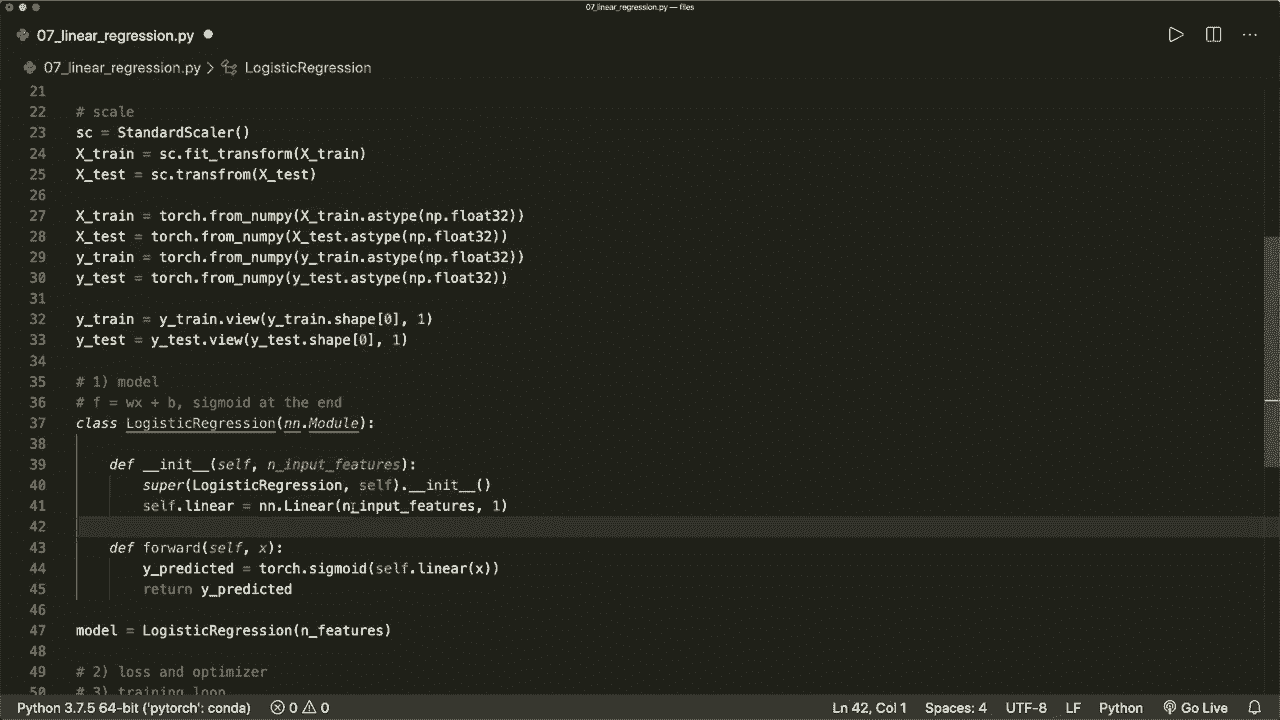 07_linear_regression.py — files
07_linear_regression.py
07_linear_regression.py > LogisticRegression
21
22 # scale
23 sc = StandardScaler()
24 X_train = sc.fit_transform(X_train)
25 X_test = sc.transfrom(X_test)
26
27 X_train = torch.from_numpy(X_train.astype(np.float32))
28 X_test = torch.from_numpy(X_test.astype(np.float32))
29 y_train = torch.from_numpy(y_train.astype(np.float32))
30 y_test = torch.from_numpy(y_test.astype(np.float32))
31
32 y_train = y_train.view(y_train.shape[0], 1)
33 y_test = y_test.view(y_test.shape[0], 1)
34
35 # 1) model
36 # f = wx + b, sigmoid at the end
37 class LogisticRegression(nn.Module):
38
39 def __init__(self, n_input_features):
40 super(LogisticRegression, self).__init__()
41 self.linear = nn.Linear(n_input_features, 1)
42
43 def forward(self, x):
44 y_predicted = torch.sigmoid(self.linear(x))
45 return y_predicted
46
47 model = LogisticRegression(n_features)
48
49 # 2) loss and optimizer
50 # 3) training loop
Python 3.7.5 64-bit ('pytorch': conda) 0 0 Ln 42, Col 1 Spaces: 4 UTF-8 LF Python Go Live